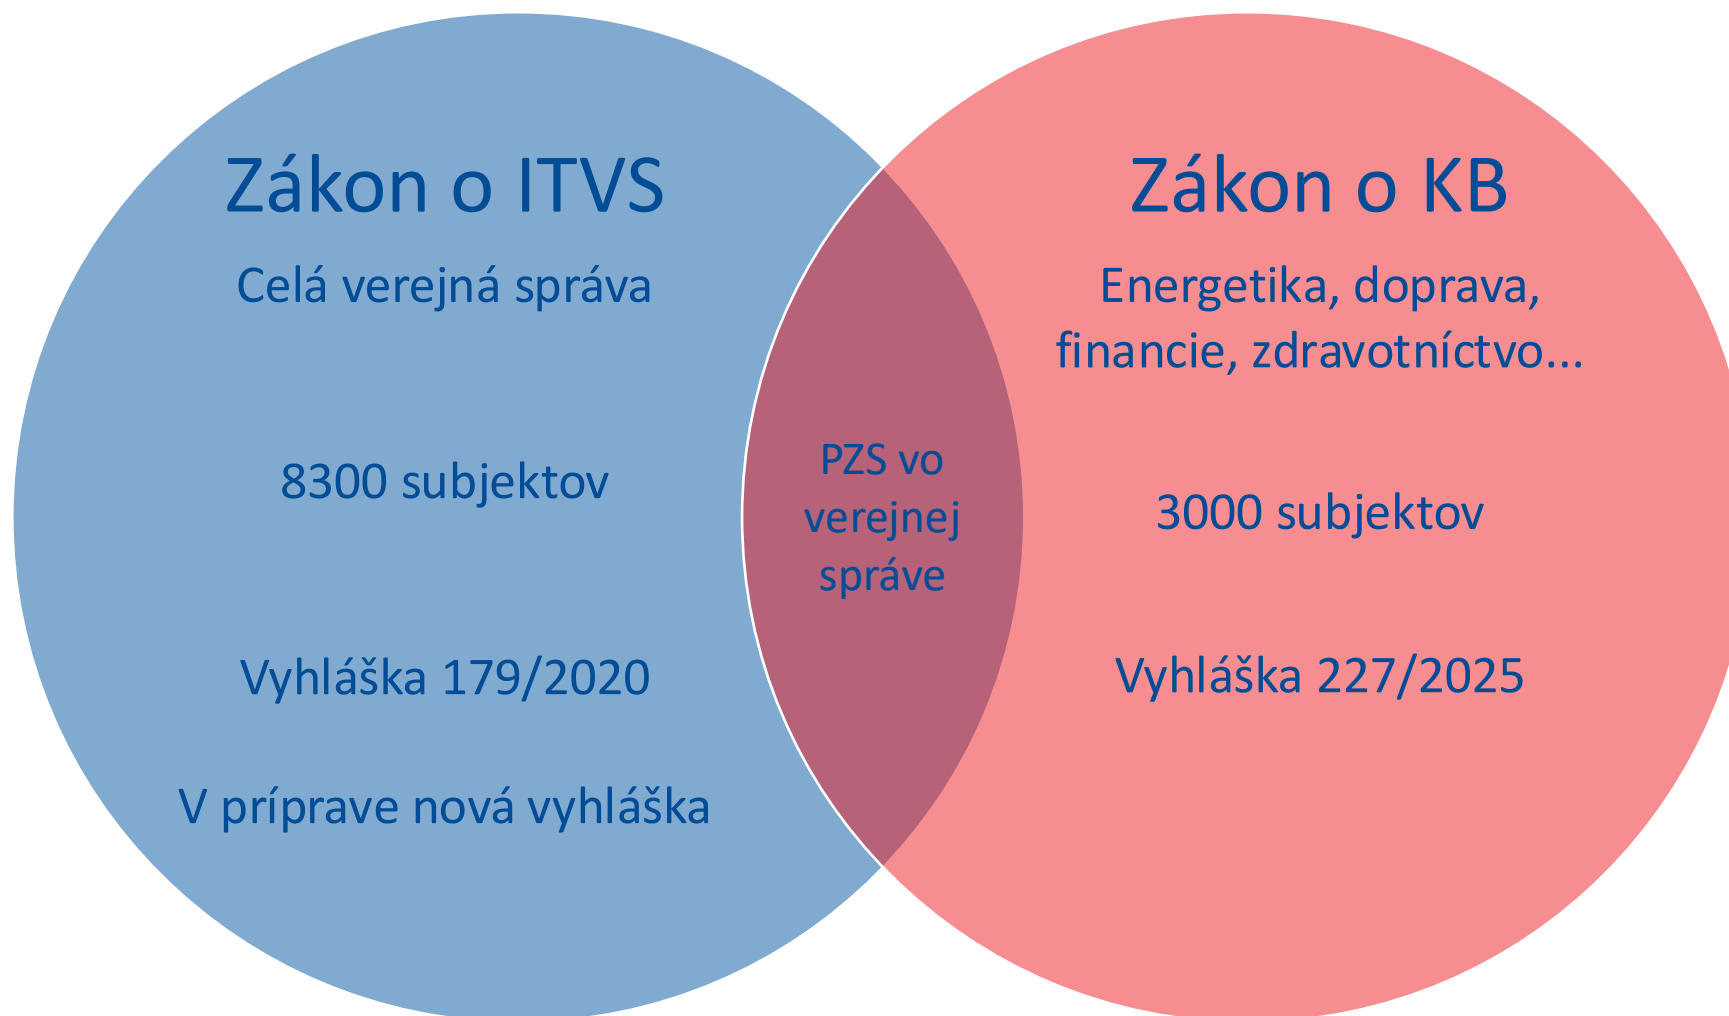 Zákon o ITVS
Celá verejná správa
8300 subjektov
Vyhláška 179/2020
V príprave nová vyhláška
PZS vo
verejnej
správe
Zákon o KB
Energetika, doprava,
financie, zdravotníctvo...
3000 subjektov
Vyhláška 227/2025